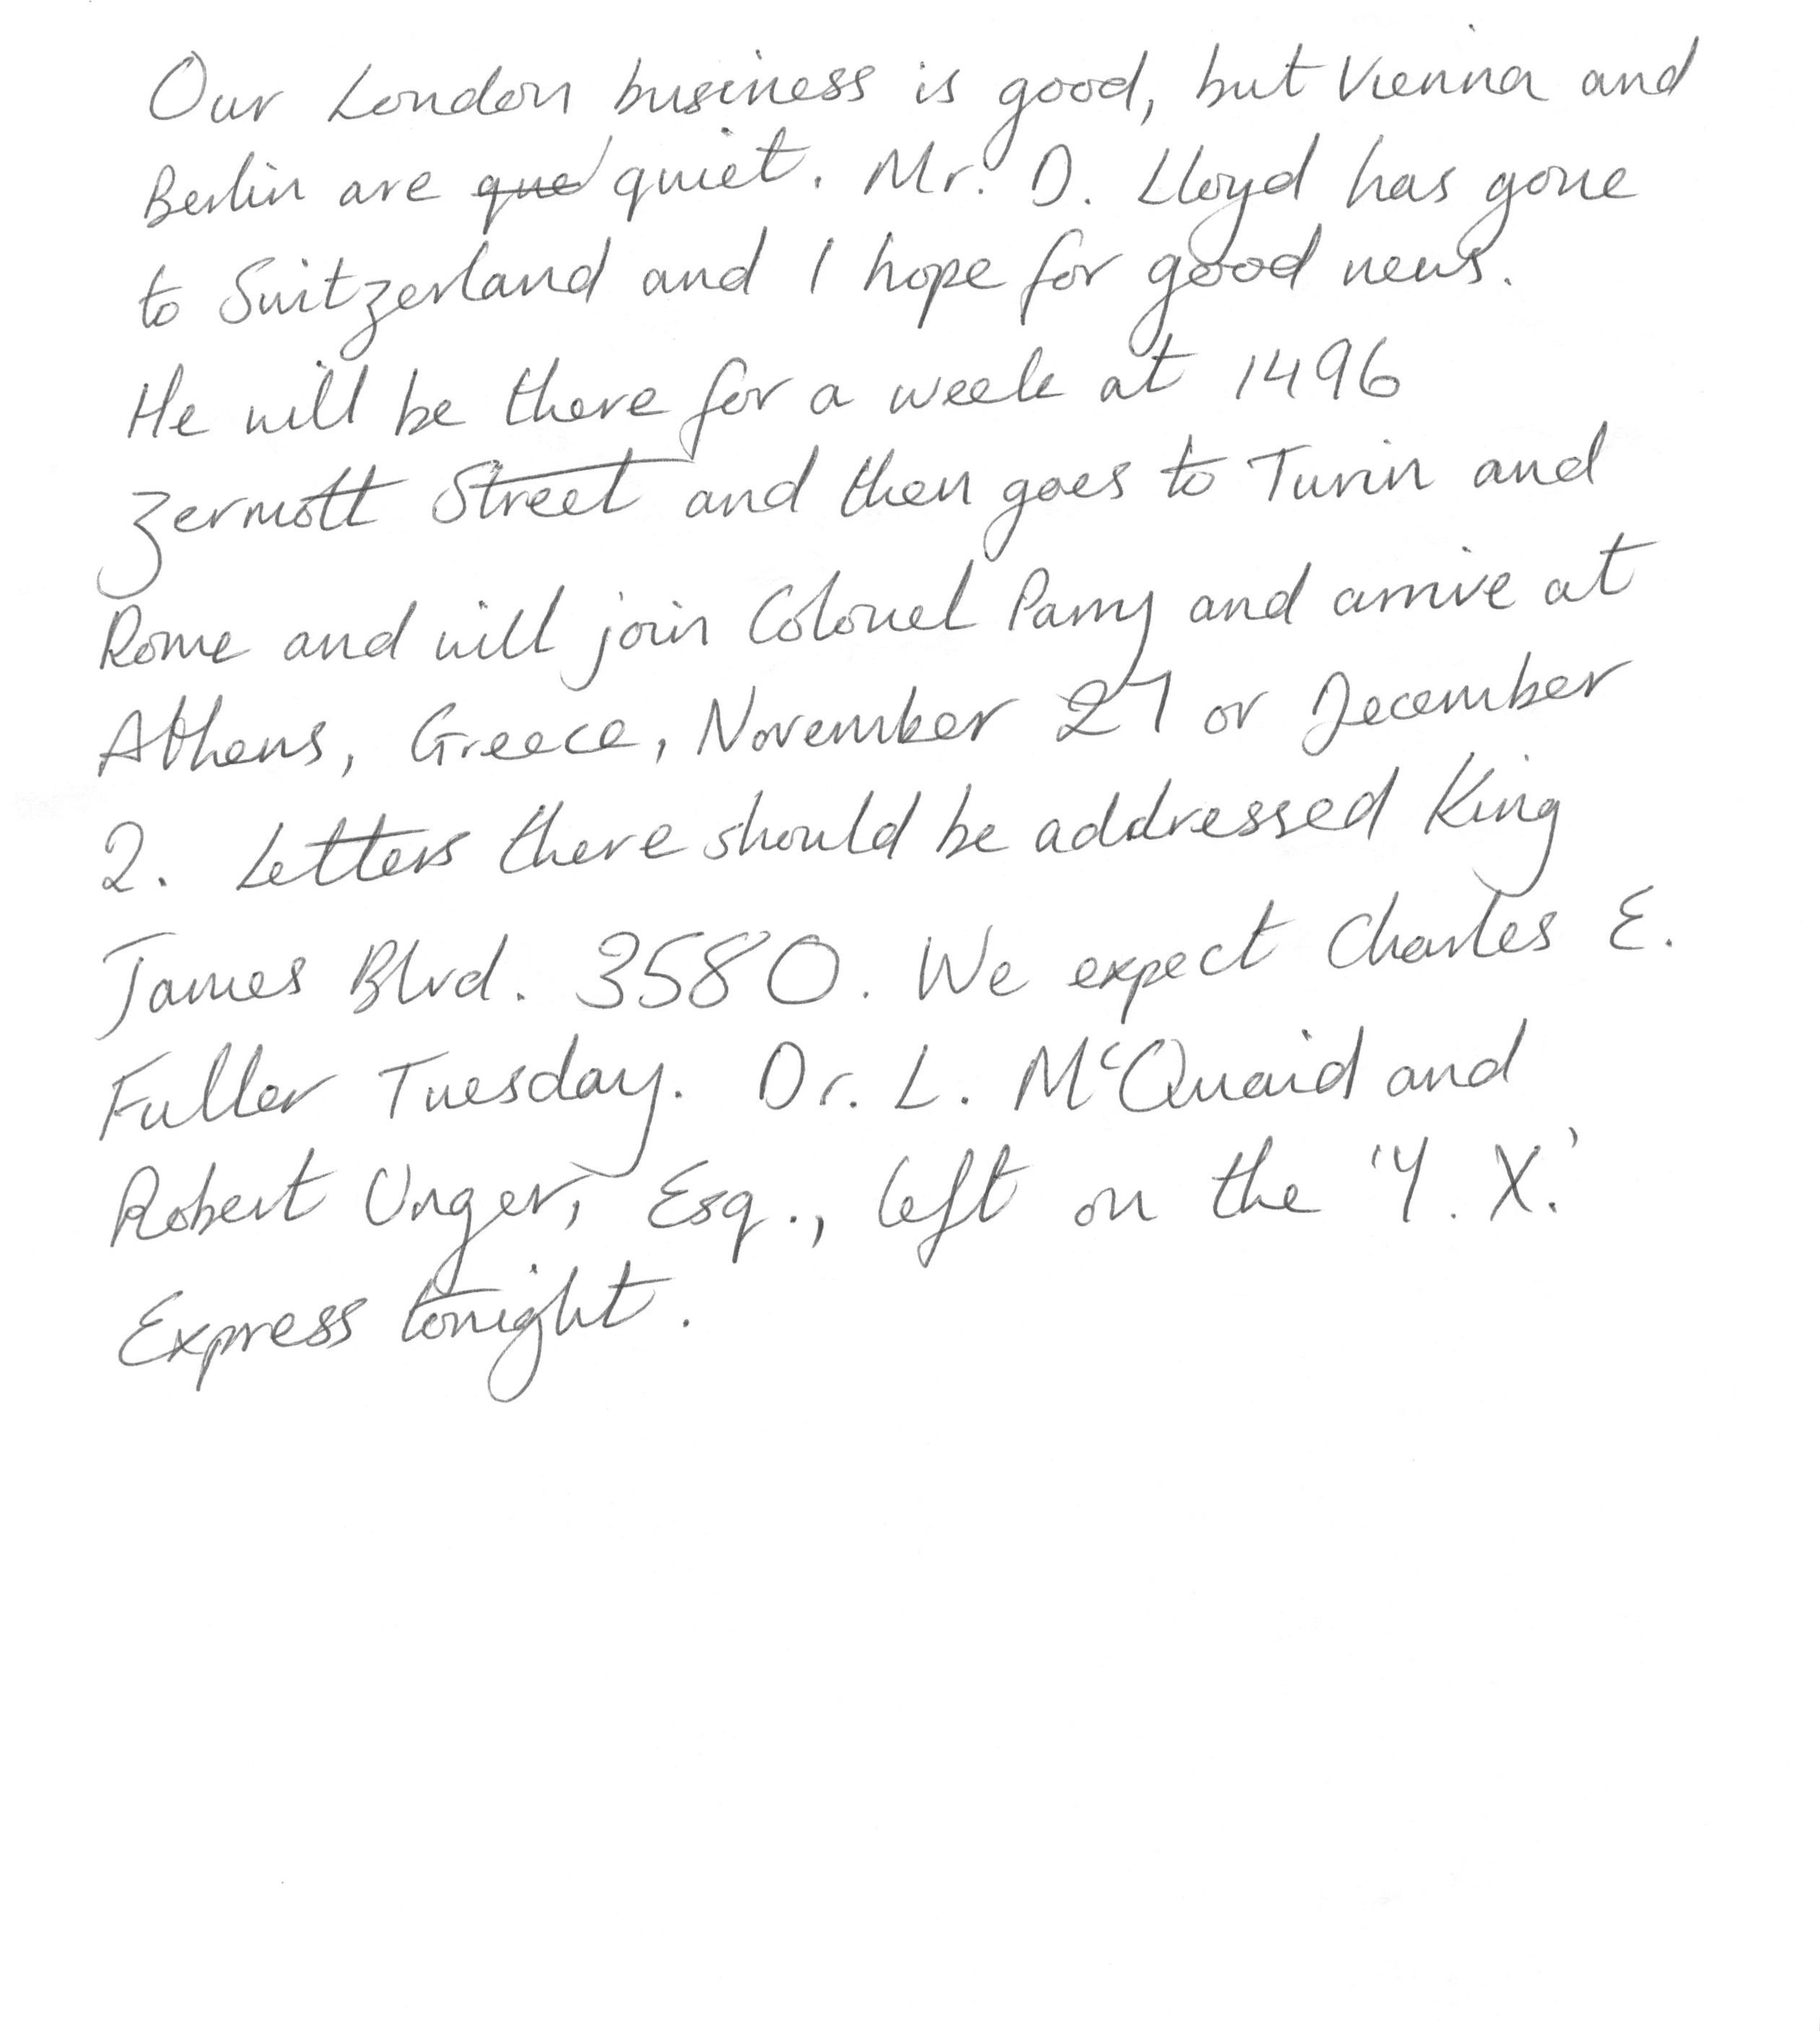 Our London business is good, but Vienna and
Berlin are que quiet. Mr. D. Lloyd has gone
to Switzerland and I hope for good news.
He will be there for a week at 1496
Zermott Street and then goes to Turin and
Rome and will join Colonel Parry and arrive at
Athens, Greece, November 27 or December
2. Letters there should be addressed King
James Blvd. 3580. We expect Charles E.
Fuller Tuesday. Dr. L. McQuaid and
Robert Unger, Esq., left on the 'Y. X.'
Express tonight.